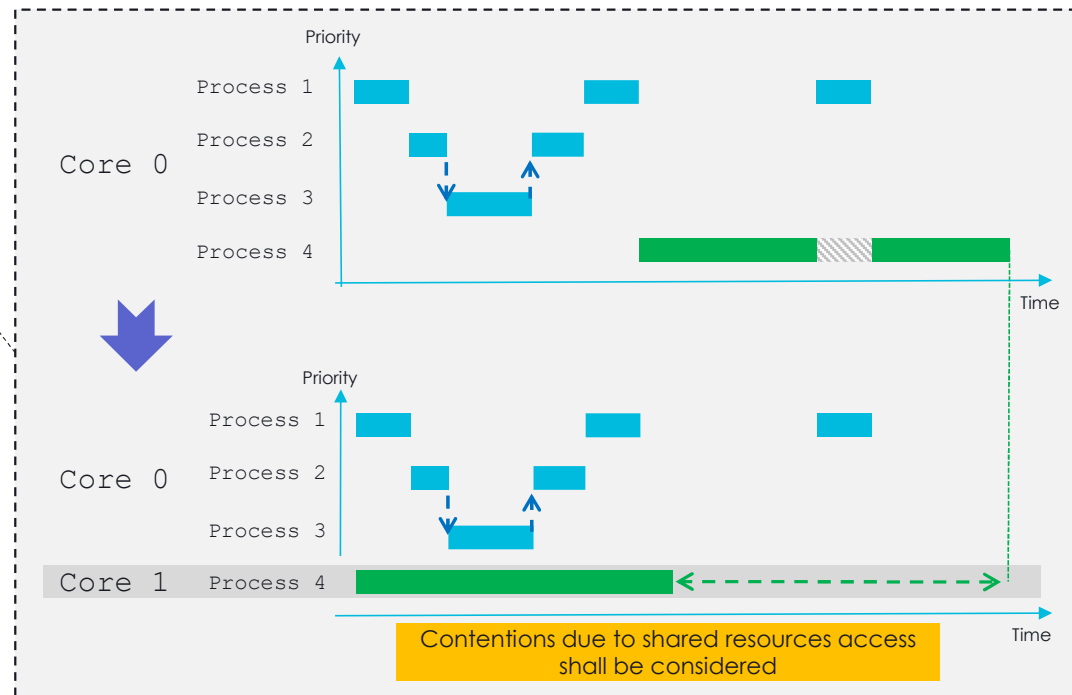 Priority
Process 1
Process 2
Core 0
Process 3
Process 4
Time
Priority
Process 1
Core 0
Process 2
Process 3
Core 1
Process 4
Time
Contentions due to shared resources access
shall be considered